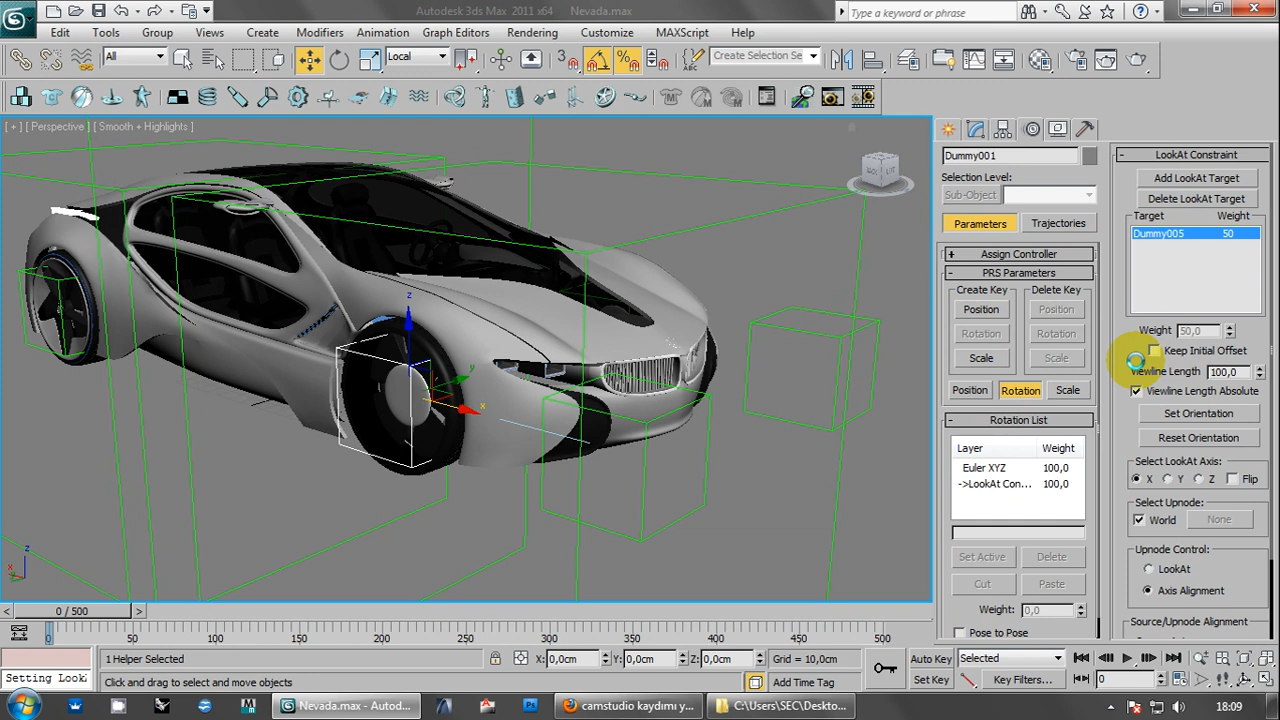 Autodesk 3ds Max 2011 x64 Nevada.max
Type a keyword or phrase
Edit Tools Group Views Create Modifiers Animation Graph Editors Rendering Customize MAXScript Help
All
Local
Create Selection Se
[ + ] [ Perspective ] [ Smooth + Highlights ]
Dummy001
Selection Level:
Sub-Object
Parameters
Trajectories
+ Assign Controller
- PRS Parameters
Create Key
Delete Key
Position
Position
Rotation
Rotation
Scale
Scale
Position Rotation Scale
- Rotation List
Layer Weight
Euler XYZ 100,0
->LookAt Con... 100,0
Set Active
Delete
Cut
Paste
Weight: 0,0
Pose to Pose
- LookAt Constraint
Add LookAt Target
Delete LookAt Target
Target Weight
Dummy005 50
Weight 50,0
Keep Initial Offset
Viewline Length 100,0
Viewline Length Absolute
Set Orientation
Reset Orientation
Select LookAt Axis:
X Y Z Flip
Select Upnode:
World None
Upnode Control:
LookAt
Axis Alignment
Source/Upnode Alignment
z
y
x
z
x
0 / 500
0 50 100 150 200 250 300 350 400 450 500
1 Helper Selected
X: 0,0cm Y: 0,0cm Z: 0,0cm Grid = 10,0cm
Auto Key Selected
Setting Look
Click and drag to select and move objects
Add Time Tag
Set Key Key Filters...
0
Nevada.max - Autod...
camstudio kaydımı y...
C:\Users\SEC\Deskto...
18:09